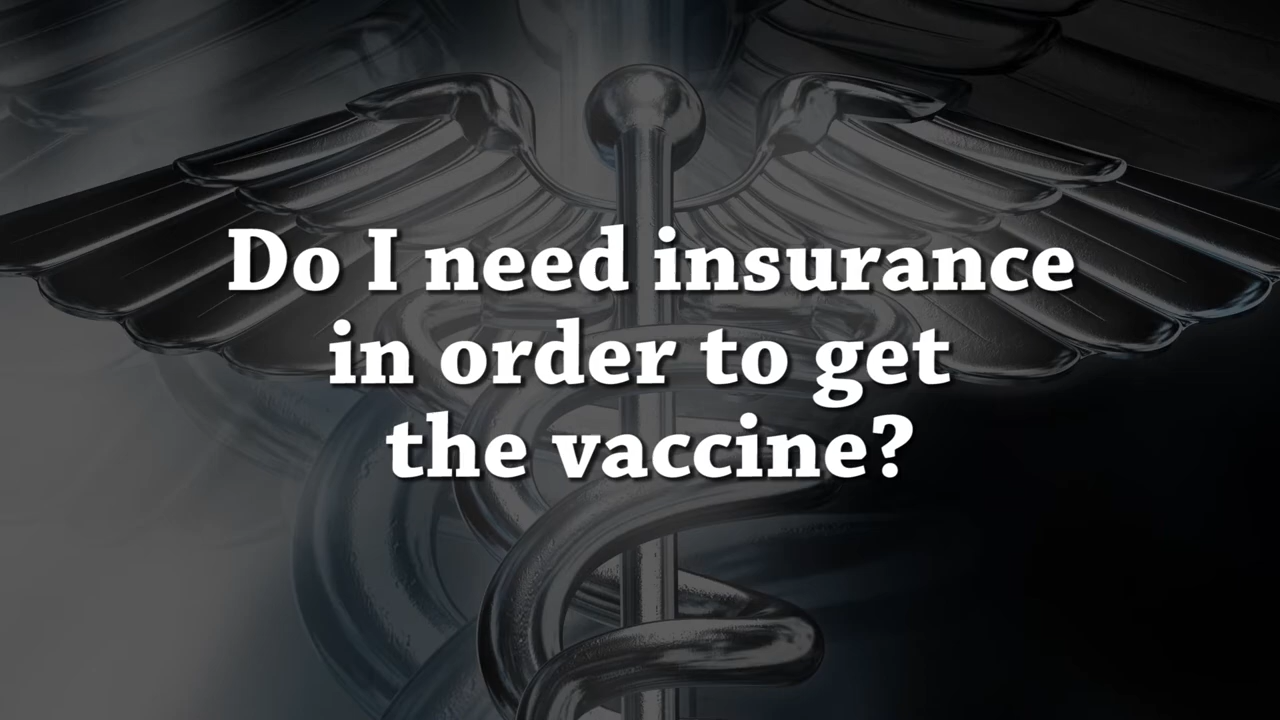 Do I need insurance
in order to get
the vaccine?